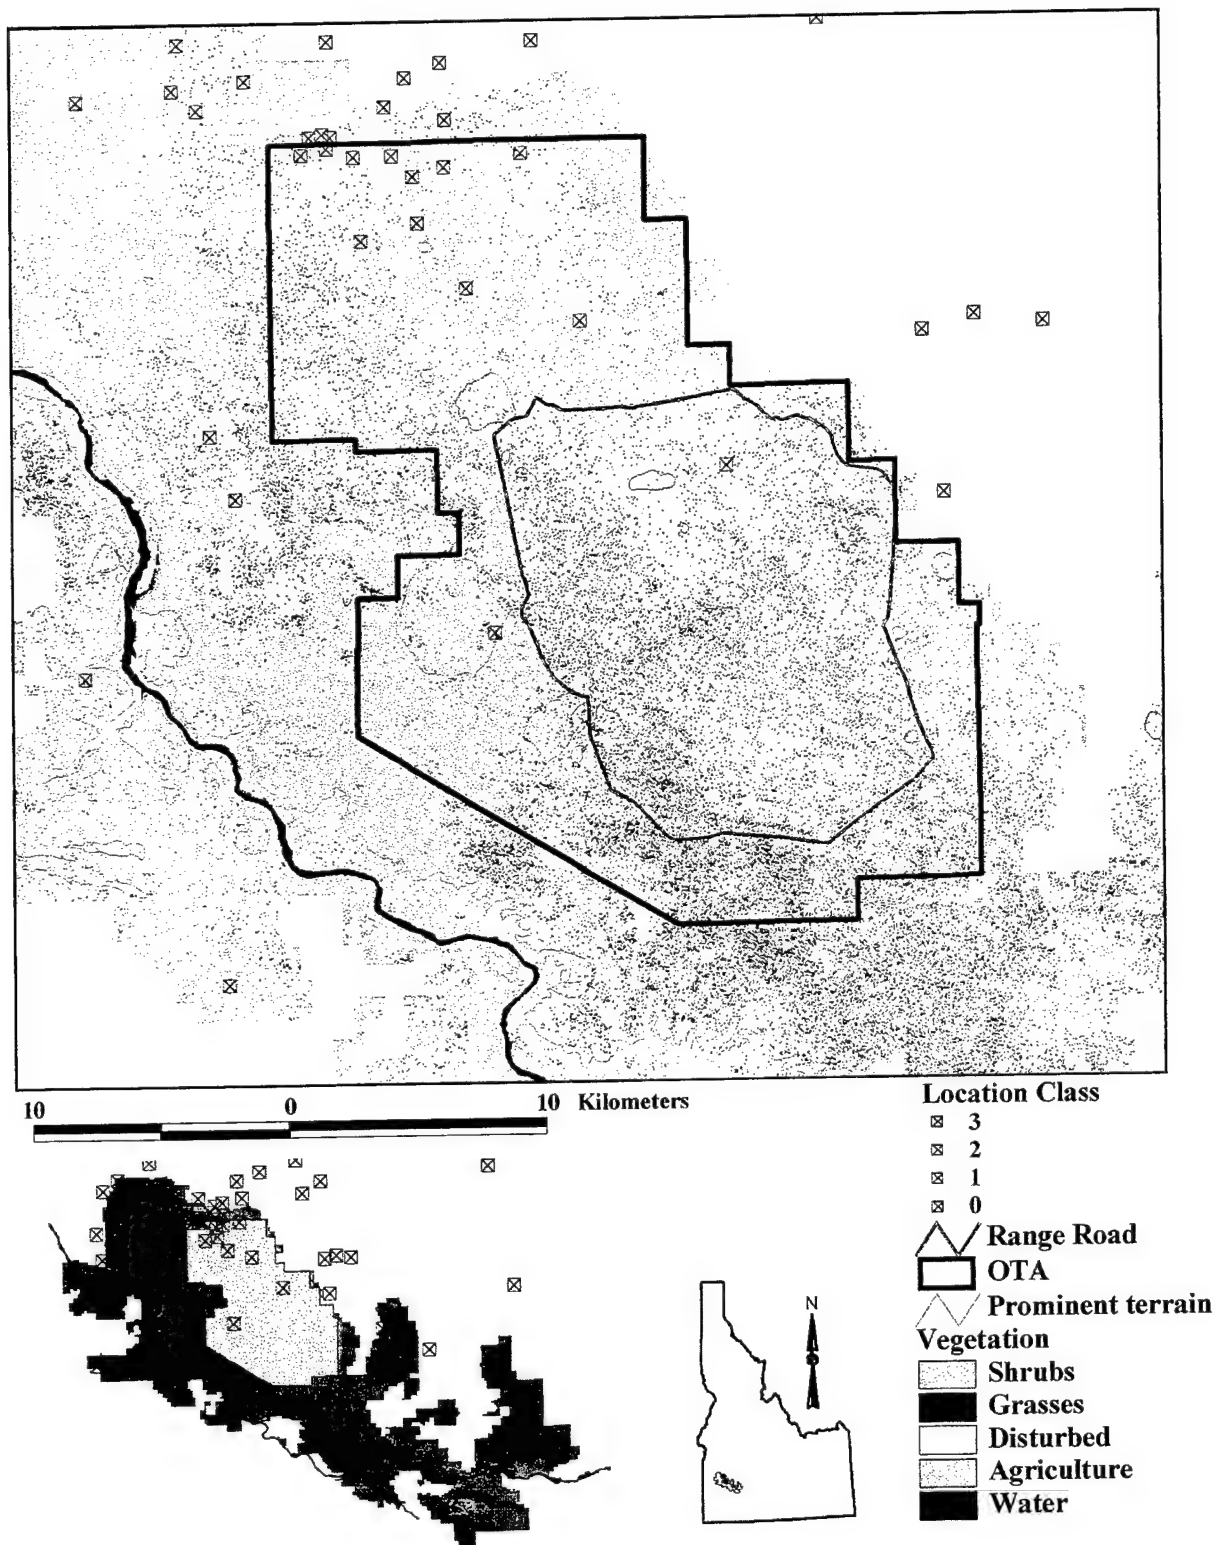 10 0 10 Kilometers
Location Class
3
2
1
0
Range Road
OTA
Prominent terrain
Vegetation
Shrubs
Grasses
Disturbed
Agriculture
Water
N